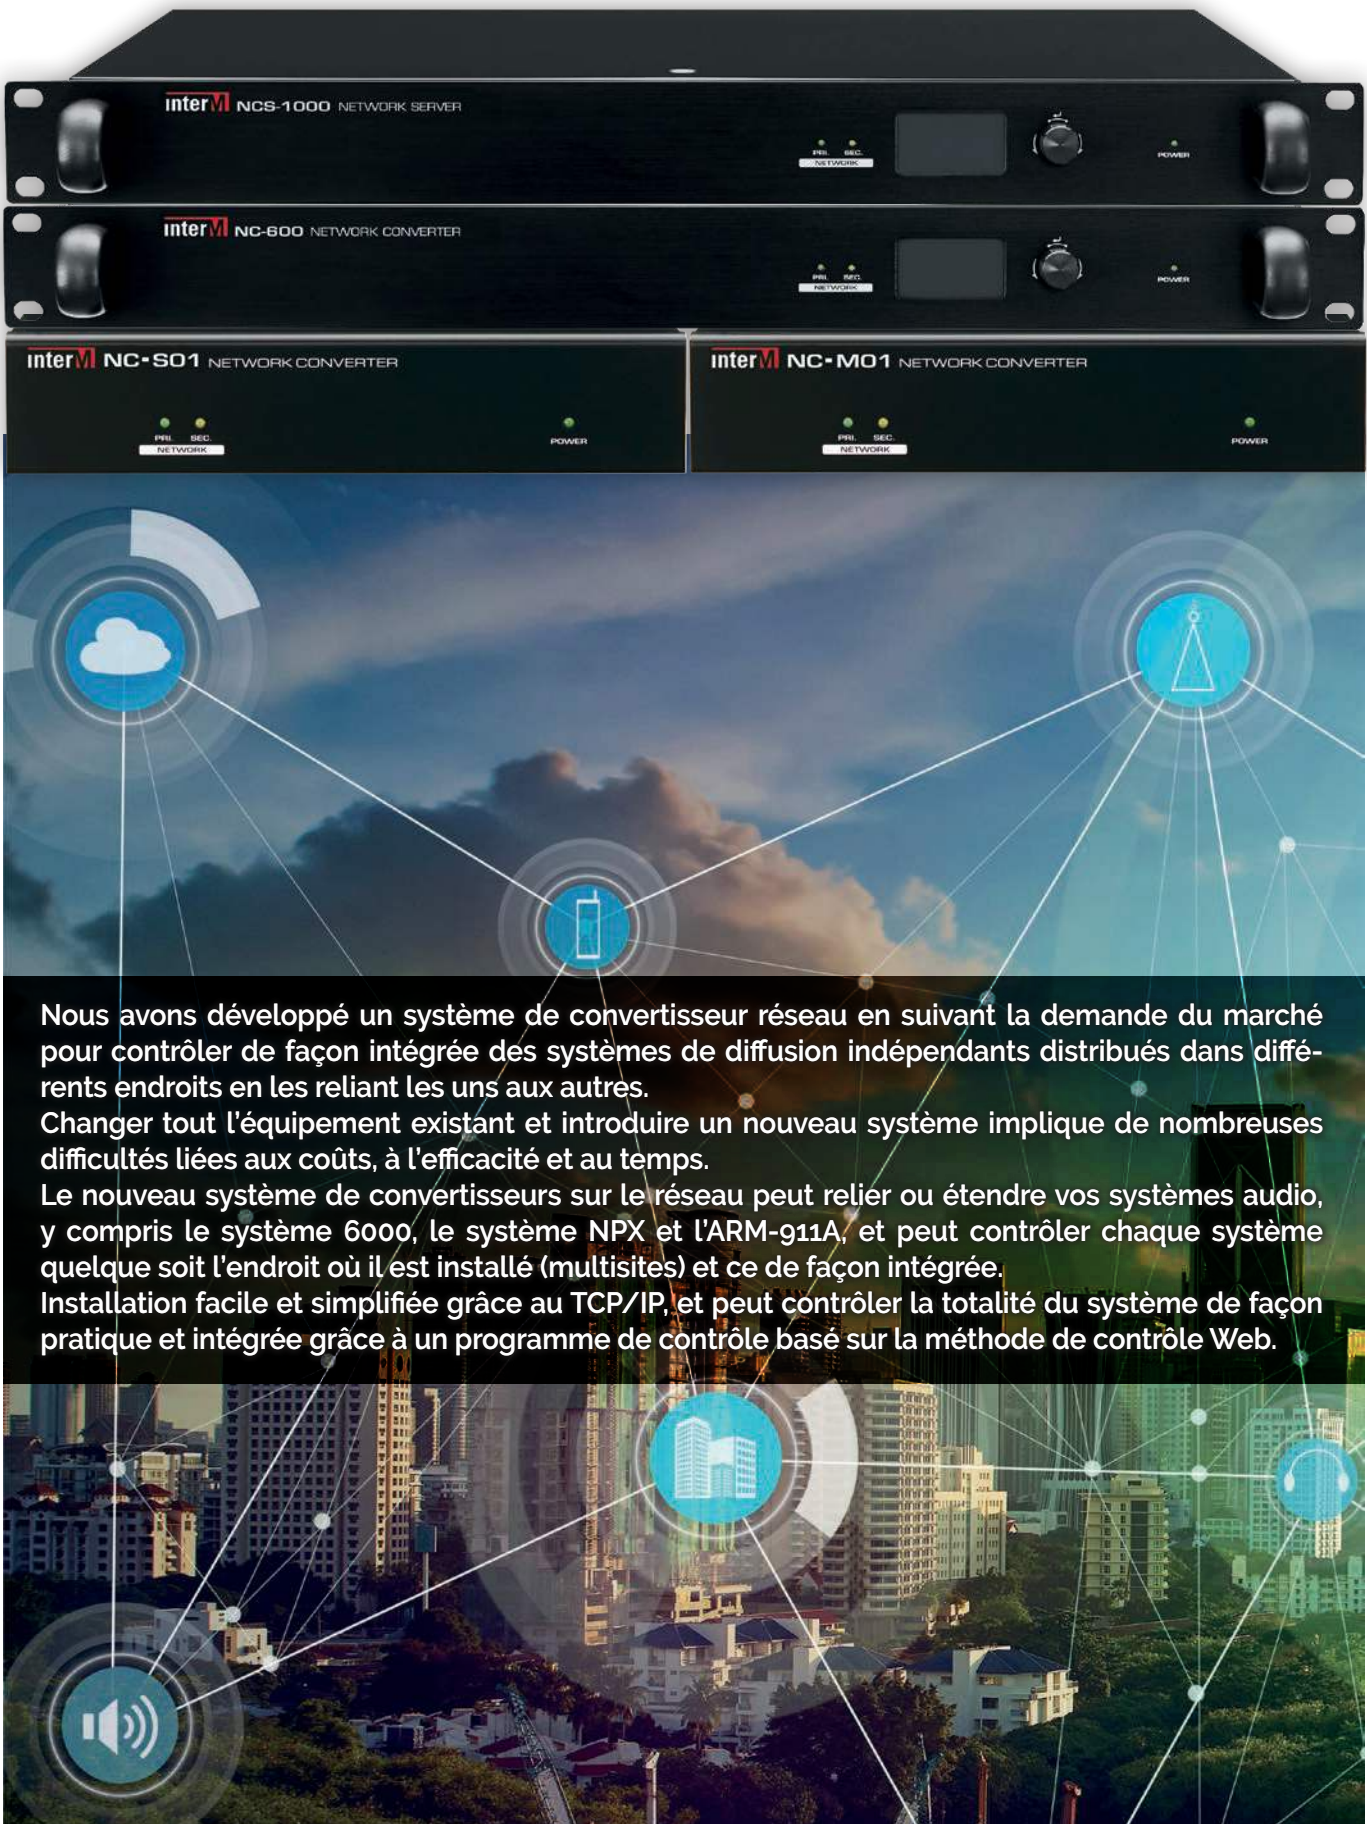 interM NCS-1000 NETWORK SERVER
PRI. SEC.
NETWORK
POWER
interM NC-600 NETWORK CONVERTER
PRI. SEC.
NETWORK
POWER
interM NC-S01 NETWORK CONVERTER
PRI. SEC.
NETWORK
POWER
interM NC-M01 NETWORK CONVERTER
PRI. SEC.
NETWORK
POWER
Nous avons développé un système de convertisseur réseau en suivant la demande du marché
pour contrôler de façon intégrée des systèmes de diffusion indépendants distribués dans diffé-
rents endroits en les reliant les uns aux autres.
Changer tout l'équipement existant et introduire un nouveau système implique de nombreuses
difficultés liées aux coûts, à l'efficacité et au temps.
Le nouveau système de convertisseurs sur le réseau peut relier ou étendre vos systèmes audio,
y compris le système 6000, le système NPX et l'ARM-911A, et peut contrôler chaque système
quelque soit l'endroit où il est installé (multisites) et ce de façon intégrée.
Installation facile et simplifiée grâce au TCP/IP, et peut contrôler la totalité du système de façon
pratique et intégrée grâce à un programme de contrôle basé sur la méthode de contrôle Web.